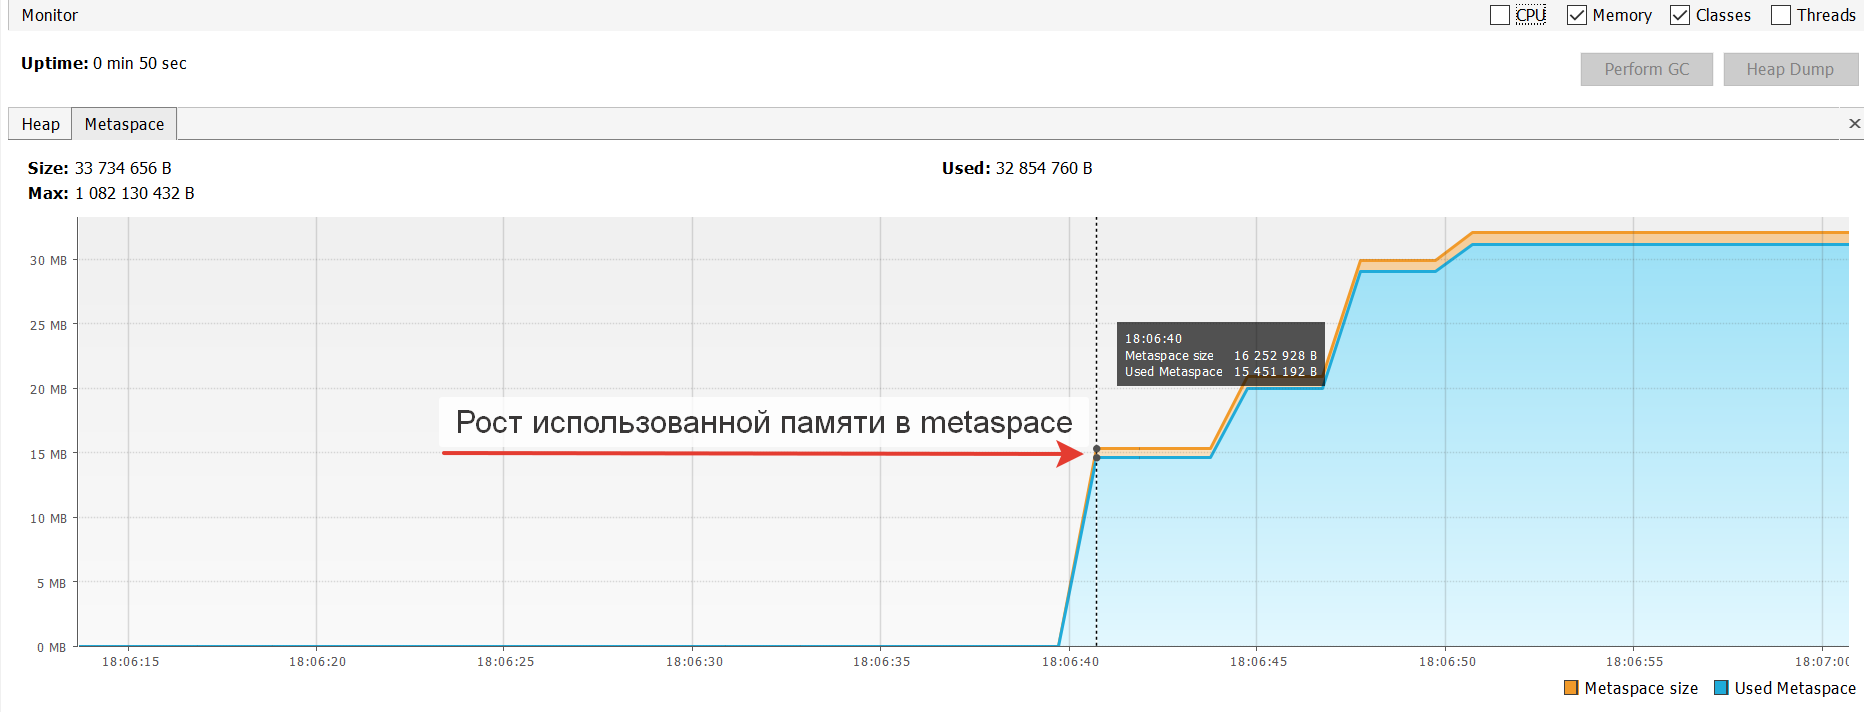 Monitor
CPU Memory Classes Threads
Uptime: 0 min 50 sec
Perform GC Heap Dump
Heap Metaspace
Size: 33 734 656 B
Used: 32 854 760 B
Max: 1 082 130 432 B
30 MB
25 MB
20 MB
15 MB
10 MB
5 MB
0 MB
18:06:40
Metaspace size 16 252 928 B
Used Metaspace 15 451 192 B
Рост использованной памяти в metaspace
18:06:15 18:06:20 18:06:25 18:06:30 18:06:35 18:06:40 18:06:45 18:06:50 18:06:55 18:07:00
Metaspace size Used Metaspace